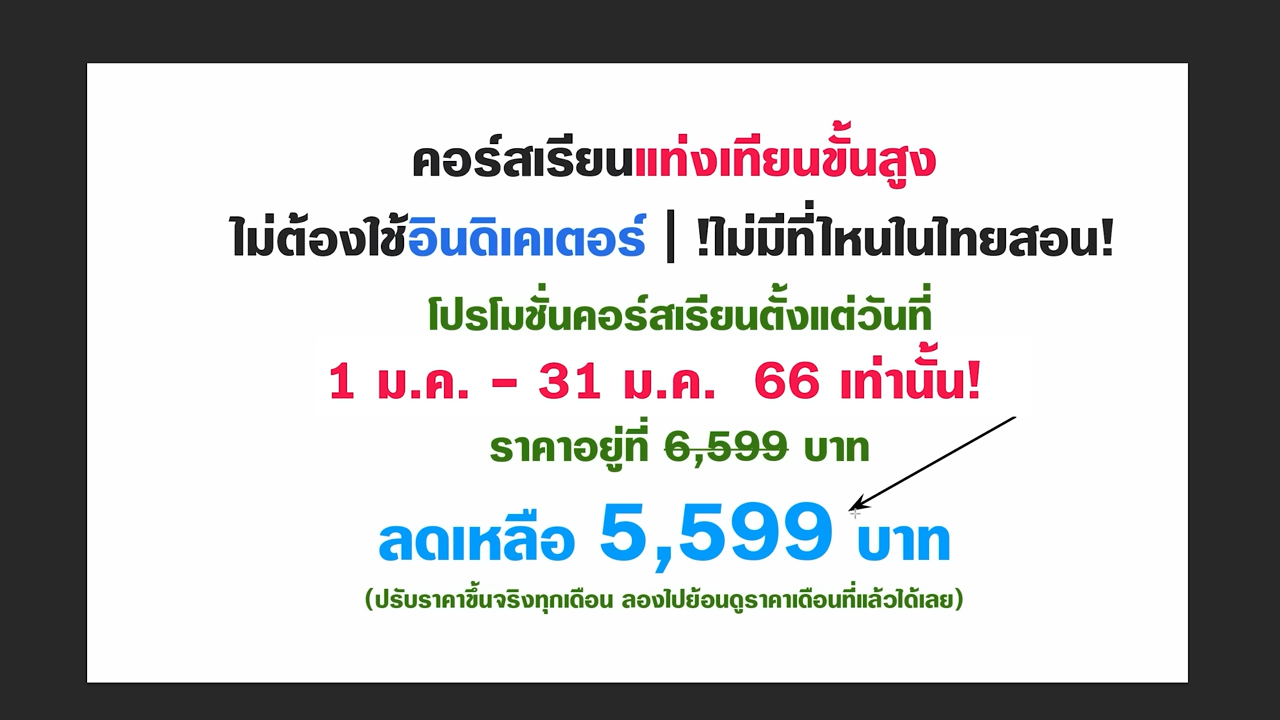 คอร์สเรียนแท่งเทียนขั้นสูง
ไม่ต้องใช้อินดิเคเตอร์ | !ไม่มีที่ไหนในไทยสอน!
โปรโมชั่นคอร์สเรียนตั้งแต่วันที่
1 ม.ค. – 31 ม.ค. 66 เท่านั้น!
ราคาอยู่ที่ 6,599 บาท
ลดเหลือ 5,599 บาท
(ปรับราคาขึ้นจริงทุกเดือน ลองไปย้อนดูราคาเดือนที่แล้วได้เลย)